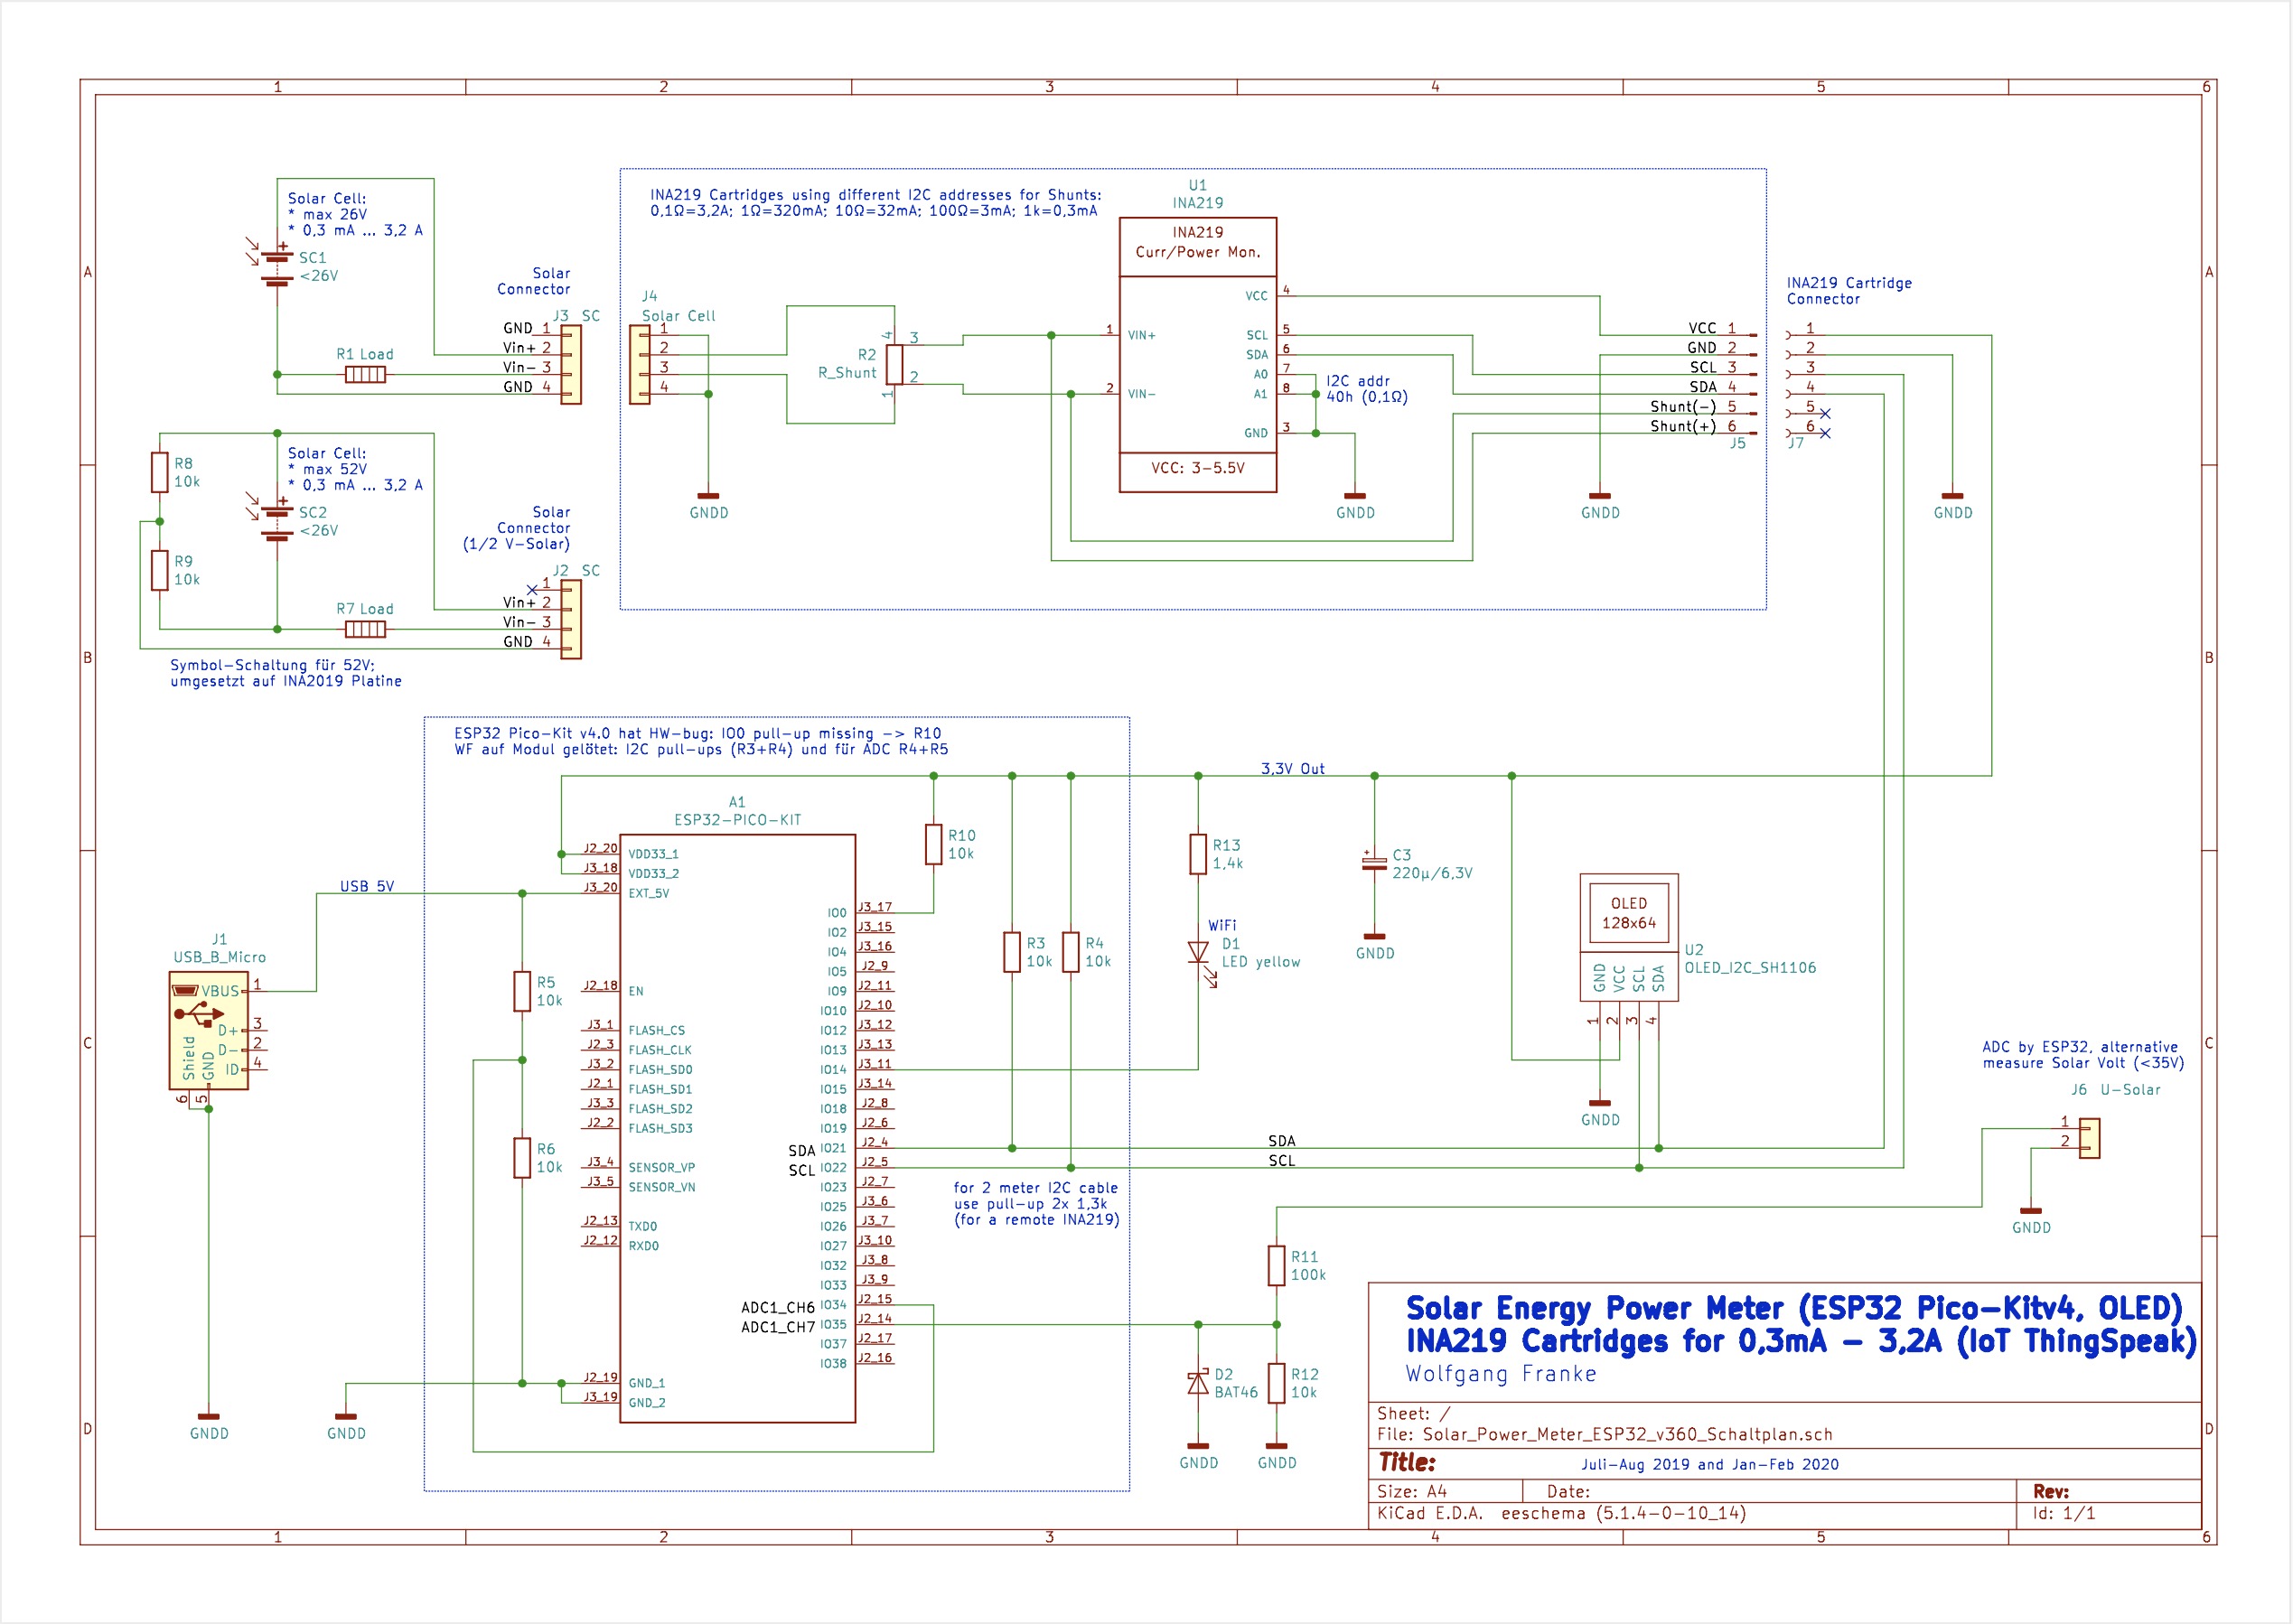 1 2 3 4 5 6
A
B
C
D
A
B
C
D
1 2 3 4 5 6
Solar Cell:
* max 26V
* 0,3 mA ... 3,2 A
SC1
<26V
R1 Load
Solar
Connector
J3 SC
GND 1
Vin+ 2
Vin- 3
GND 4
R8
10k
R9
10k
Solar Cell:
* max 52V
* 0,3 mA ... 3,2 A
SC2
<26V
R7 Load
Solar
Connector
(1/2 V-Solar)
J2 SC
1
Vin+ 2
Vin- 3
GND 4
Symbol-Schaltung für 52V;
umgesetzt auf INA2019 Platine
INA219 Cartridges using different I2C addresses for Shunts:
0,1Ω=3,2A; 1Ω=320mA; 10Ω=32mA; 100Ω=3mA; 1k=0,3mA
J4
Solar Cell
1
2
3
4
GNDD
R2
R_Shunt
4
3
2
1
U1
INA219
INA219
Curr/Power Mon.
1 VIN+
2 VIN-
VCC 4
SCL 5
SDA 6
A0 7
A1 8
GND 3
VCC: 3-5.5V
I2C addr
40h (0,1Ω)
GNDD
GNDD
VCC 1
GND 2
SCL 3
SDA 4
Shunt(-) 5
Shunt(+) 6
J5
INA219 Cartridge
Connector
1
2
3
4
5
6
J7
GNDD
ESP32 Pico-Kit v4.0 hat HW-bug: IO0 pull-up missing -> R10
WF auf Modul gelötet: I2C pull-ups (R3+R4) und für ADC R4+R5
3,3V Out
A1
ESP32-PICO-KIT
J2_20 VDD33_1
J3_18 VDD33_2
J3_20 EXT_5V
J2_18 EN
J3_1 FLASH_CS
J2_3 FLASH_CLK
J3_2 FLASH_SD0
J2_1 FLASH_SD1
J3_3 FLASH_SD2
J2_2 FLASH_SD3
J3_4 SENSOR_VP
J3_5 SENSOR_VN
J2_13 TXD0
J2_12 RXD0
J2_19 GND_1
J3_19 GND_2
IO0 J3_17
IO2 J3_15
IO4 J3_16
IO5 J2_9
IO9 J2_11
IO10 J2_10
IO12 J3_12
IO13 J3_13
IO14 J3_11
IO15 J3_14
IO18 J2_8
IO19 J2_6
SDA IO21 J2_4
SCL IO22 J2_5
IO23 J2_7
IO25 J3_6
IO26 J3_7
IO27 J3_10
IO32 J3_8
IO33 J3_9
ADC1_CH6 IO34 J2_15
ADC1_CH7 IO35 J2_14
IO37 J2_17
IO38 J2_16
USB 5V
J1
USB_B_Micro
VBUS 1
D+ 3
D- 2
ID 4
Shield
GND
6
5
GNDD
GNDD
R5
10k
R6
10k
R10
10k
R3
10k
R4
10k
R13
1,4k
WiFi
D1
LED yellow
C3
220µ/6,3V
GNDD
OLED
128x64
U2
OLED_I2C_SH1106
GND
VCC
SCL
SDA
1
2
3
4
GNDD
SDA
SCL
for 2 meter I2C cable
use pull-up 2x 1,3k
(for a remote INA219)
R11
100k
R12
10k
D2
BAT46
GNDD
GNDD
ADC by ESP32, alternative
measure Solar Volt (<35V)
J6 U-Solar
1
2
GNDD
Solar Energy Power Meter (ESP32 Pico-Kitv4, OLED)
INA219 Cartridges for 0,3mA - 3,2A (IoT ThingSpeak)
Wolfgang Franke
Sheet: /
File: Solar_Power_Meter_ESP32_v360_Schaltplan.sch
Title: Juli-Aug 2019 and Jan-Feb 2020
Size: A4 Date: Rev:
KiCad E.D.A. eeschema (5.1.4-0-10_14) Id: 1/1